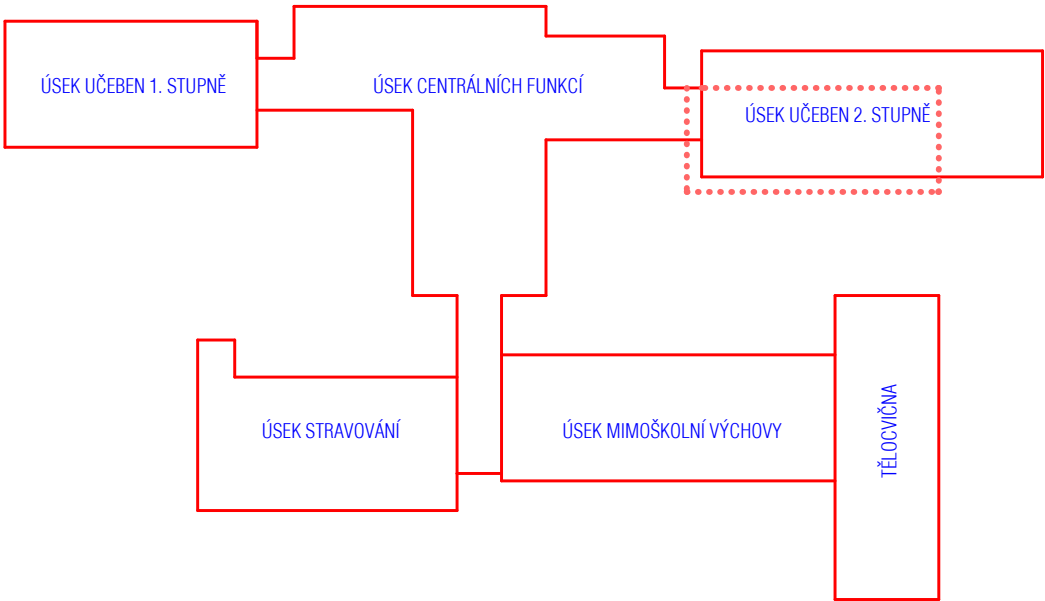 ÚSEK UČEBEN 1. STUPNĚ
ÚSEK CENTRÁLNÍCH FUNKCÍ
ÚSEK UČEBEN 2. STUPNĚ
ÚSEK STRAVOVÁNÍ
ÚSEK MIMOŠKOLNÍ VÝCHOVY
TĚLOCVIČNA